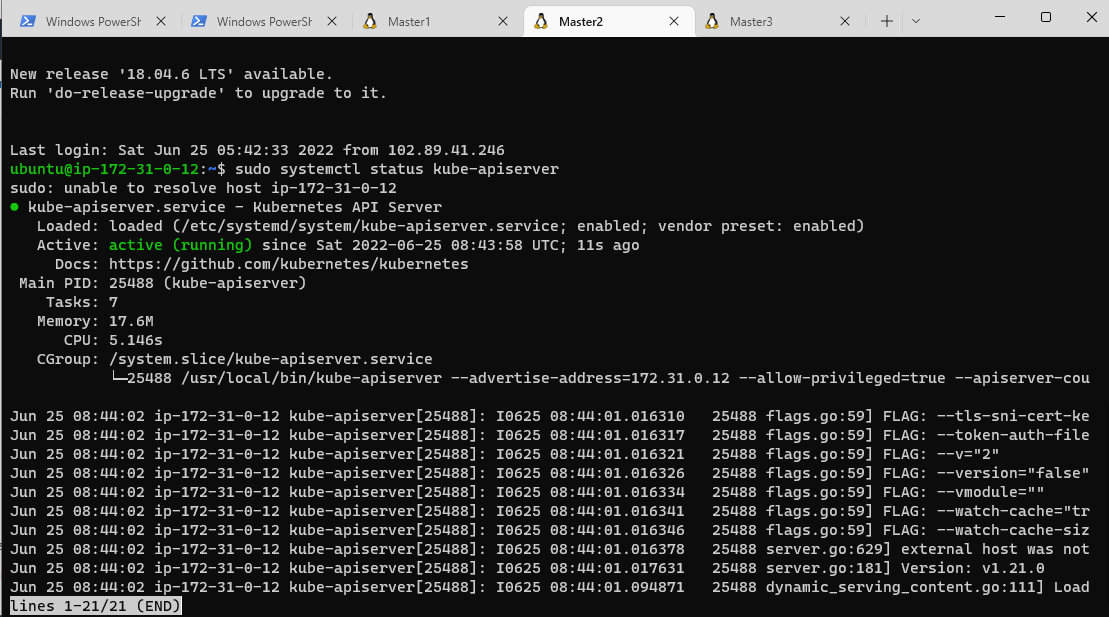 Windows PowerSh
Windows PowerSh
Master1
Master2
Master3
New release '18.04.6 LTS' available.
Run 'do-release-upgrade' to upgrade to it.
Last login: Sat Jun 25 05:42:33 2022 from 102.89.41.246
ubuntu@ip-172-31-0-12:~$ sudo systemctl status kube-apiserver
sudo: unable to resolve host ip-172-31-0-12
● kube-apiserver.service - Kubernetes API Server
Loaded: loaded (/etc/systemd/system/kube-apiserver.service; enabled; vendor preset: enabled)
Active: active (running) since Sat 2022-06-25 08:43:58 UTC; 11s ago
Docs: https://github.com/kubernetes/kubernetes
Main PID: 25488 (kube-apiserver)
Tasks: 7
Memory: 17.6M
CPU: 5.146s
CGroup: /system.slice/kube-apiserver.service
└─25488 /usr/local/bin/kube-apiserver --advertise-address=172.31.0.12 --allow-privileged=true --apiserver-cou
Jun 25 08:44:02 ip-172-31-0-12 kube-apiserver[25488]: I0625 08:44:01.016310 25488 flags.go:59] FLAG: --tls-sni-cert-ke
Jun 25 08:44:02 ip-172-31-0-12 kube-apiserver[25488]: I0625 08:44:01.016317 25488 flags.go:59] FLAG: --token-auth-file
Jun 25 08:44:02 ip-172-31-0-12 kube-apiserver[25488]: I0625 08:44:01.016321 25488 flags.go:59] FLAG: --v="2"
Jun 25 08:44:02 ip-172-31-0-12 kube-apiserver[25488]: I0625 08:44:01.016326 25488 flags.go:59] FLAG: --version="false"
Jun 25 08:44:02 ip-172-31-0-12 kube-apiserver[25488]: I0625 08:44:01.016334 25488 flags.go:59] FLAG: --vmodule=""
Jun 25 08:44:02 ip-172-31-0-12 kube-apiserver[25488]: I0625 08:44:01.016341 25488 flags.go:59] FLAG: --watch-cache="tr
Jun 25 08:44:02 ip-172-31-0-12 kube-apiserver[25488]: I0625 08:44:01.016346 25488 flags.go:59] FLAG: --watch-cache-siz
Jun 25 08:44:02 ip-172-31-0-12 kube-apiserver[25488]: I0625 08:44:01.016378 25488 server.go:629] external host was not
Jun 25 08:44:02 ip-172-31-0-12 kube-apiserver[25488]: I0625 08:44:01.017631 25488 server.go:181] Version: v1.21.0
Jun 25 08:44:02 ip-172-31-0-12 kube-apiserver[25488]: I0625 08:44:01.094871 25488 dynamic_serving_content.go:111] Load
lines 1-21/21 (END)